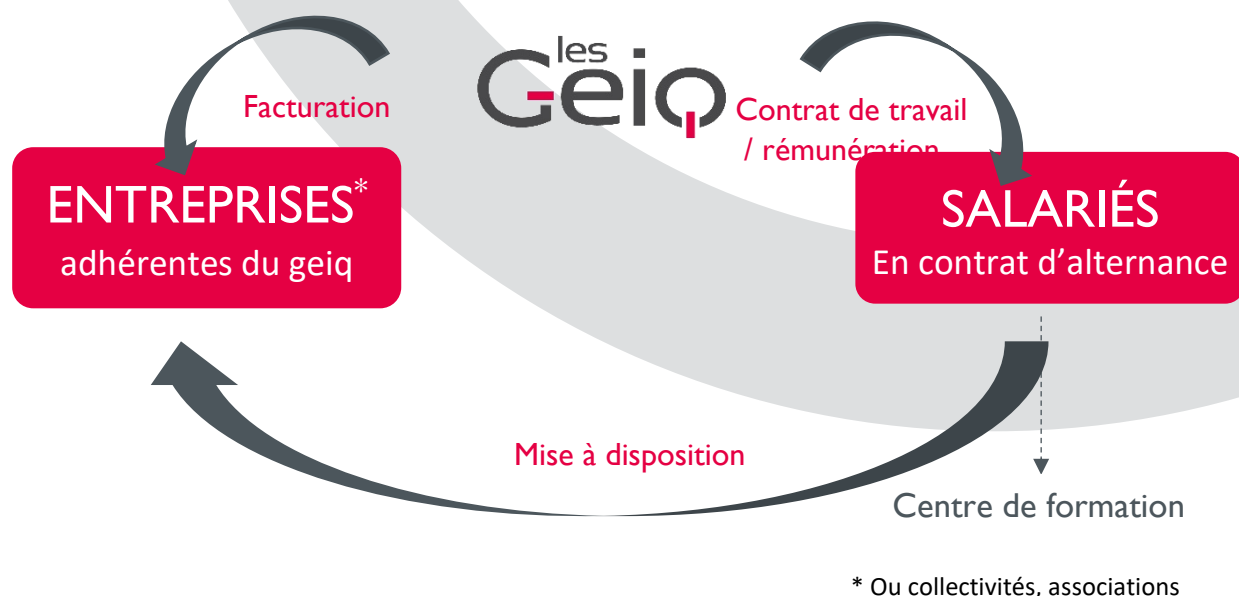 les
Geiq
Facturation
Contrat de travail
/ rémunération
ENTREPRISES*
adhérentes du geiq
SALARIÉS
En contrat d’alternance
Mise à disposition
Centre de formation
* Ou collectivités, associations